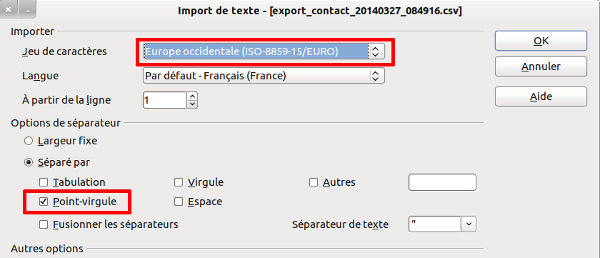 Import de texte - [export_contact_20140327_084916.csv]
Importer
Jeu de caractères Europe occidentale (ISO-8859-15/EURO)
Langue Par défaut - Français (France)
À partir de la ligne 1
OK
Annuler
Aide
Options de séparateur
Largeur fixe
Séparé par
Tabulation Virgule Autres
Point-virgule Espace
Fusionner les séparateurs Séparateur de texte "
Autres options